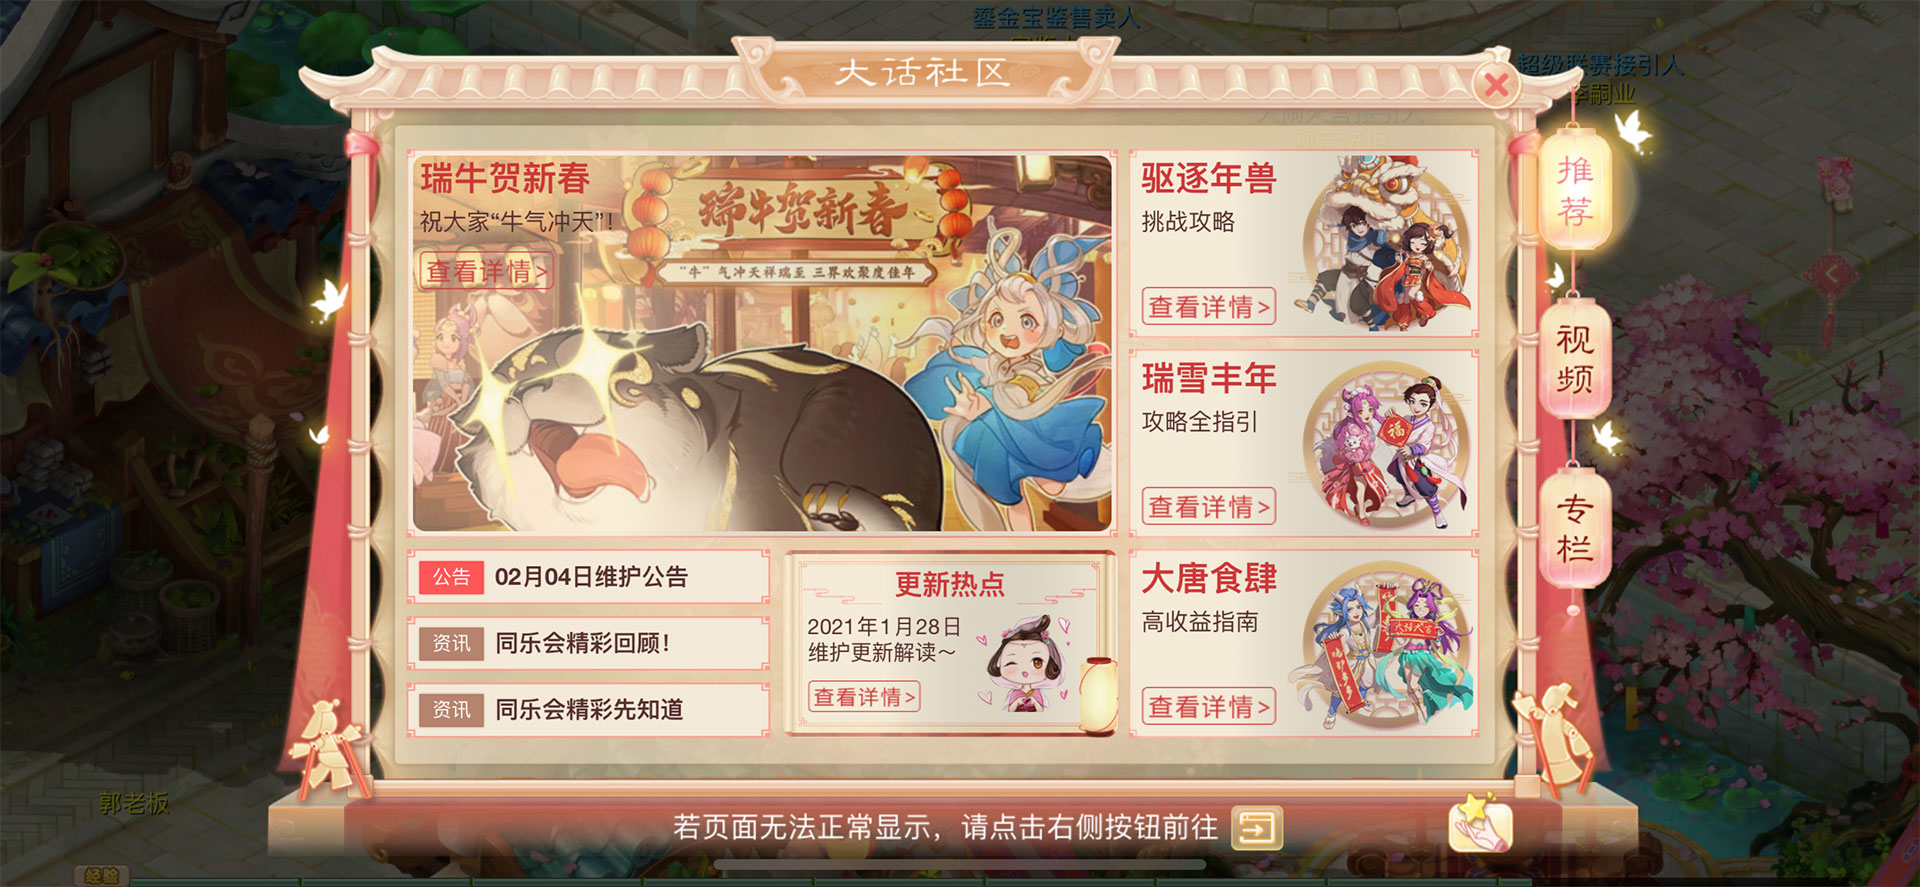 鎏金宝鉴售卖人
超级联赛接引人
李嗣业
大话社区
瑞牛贺新春
祝大家“牛气冲天”!
查看详情>
瑞牛贺新春
“牛”气冲天祥瑞至 三界欢聚度佳年
驱逐年兽
挑战攻略
查看详情>
瑞雪丰年
攻略全指引
福
查看详情>
大唐食肆
高收益指南
查看详情>
公告 02月04日维护公告
资讯 同乐会精彩回顾!
资讯 同乐会精彩先知道
更新热点
2021年1月28日
维护更新解读~
查看详情>
推荐
视频
专栏
郭老板
若页面无法正常显示，请点击右侧按钮前往
经验